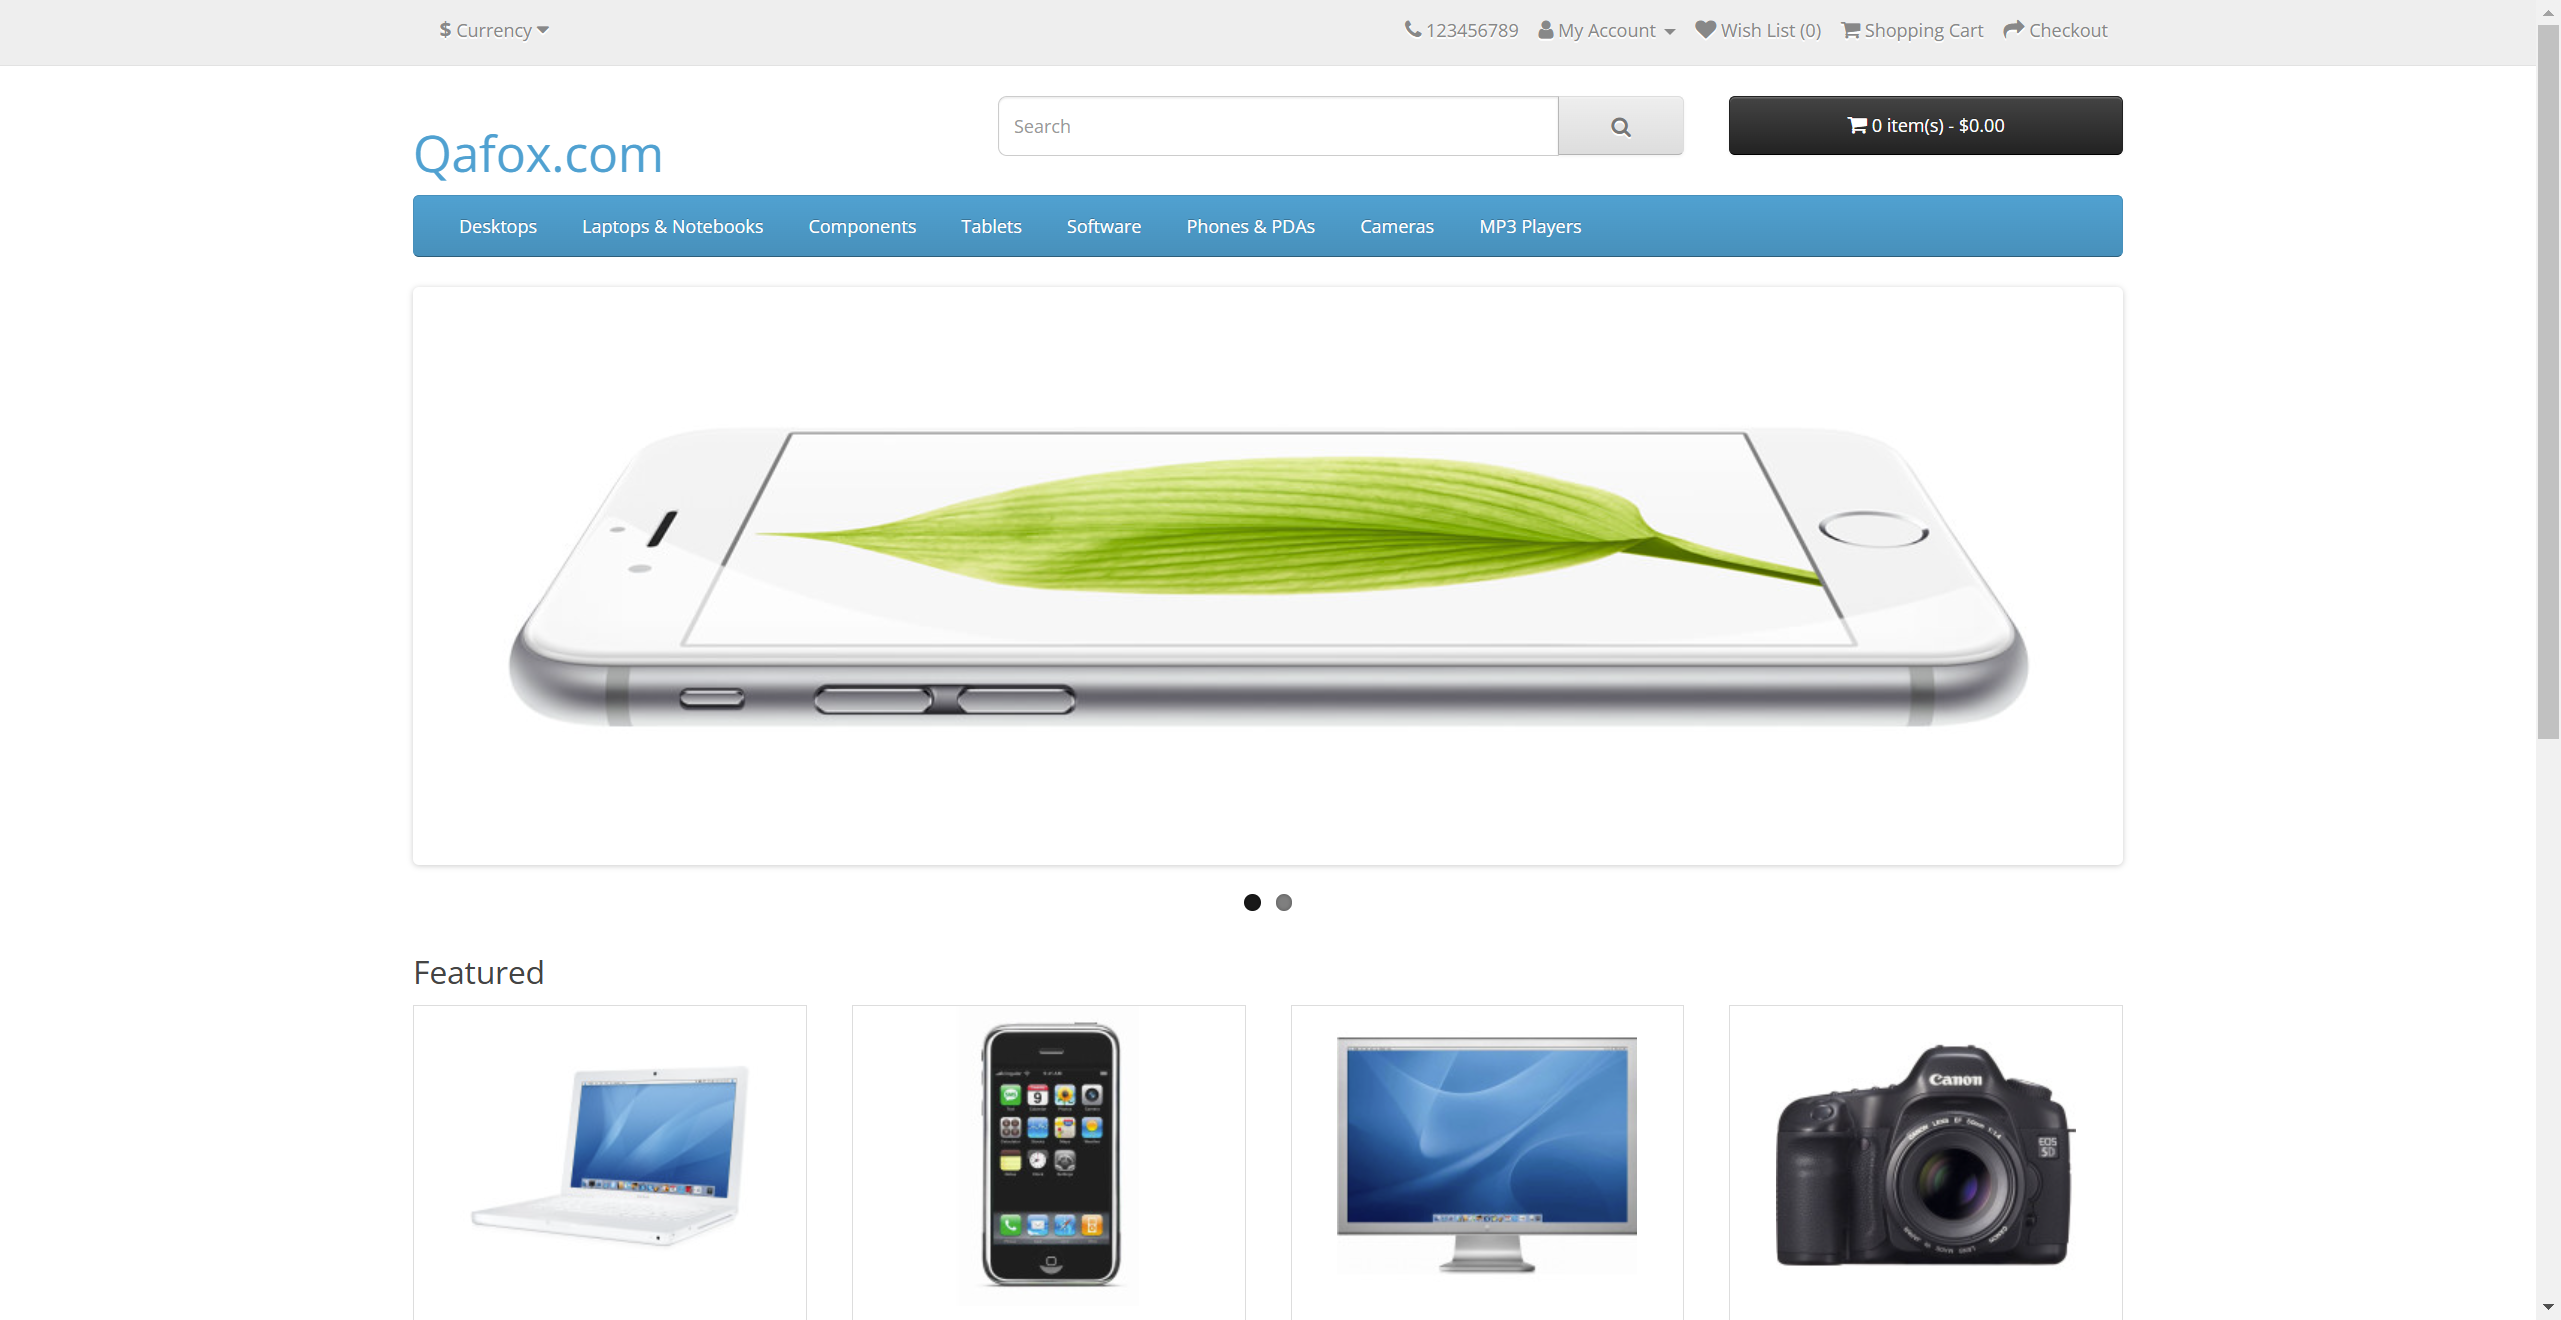 $ Currency
123456789 My Account Wish List (0) Shopping Cart Checkout
Qafox.com
Search
0 item(s) - $0.00
Desktops Laptops & Notebooks Components Tablets Software Phones & PDAs Cameras MP3 Players
Featured
Canon
EOS
5D